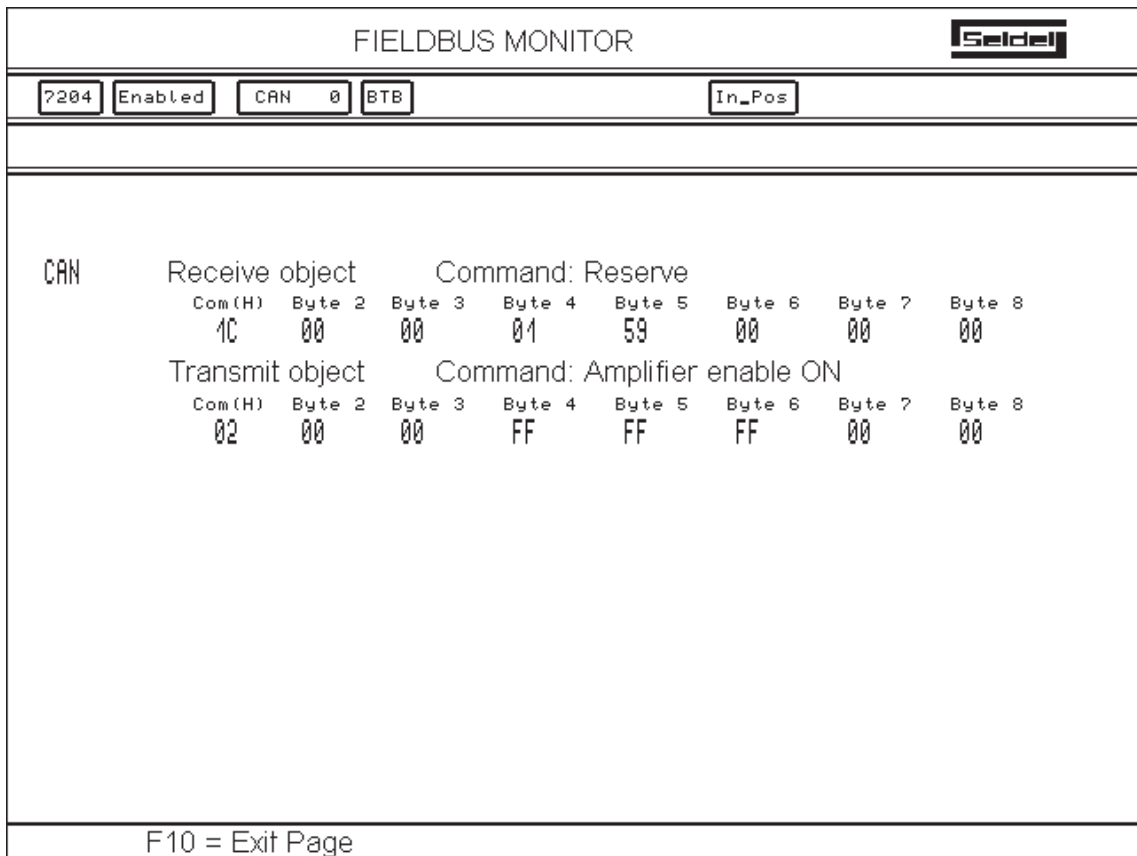 FIELDBUS MONITOR Seidel
7204 Enabled CAN 0 BTB In_Pos
CAN Receive object Command: Reserve
Com(H) Byte 2 Byte 3 Byte 4 Byte 5 Byte 6 Byte 7 Byte 8
1C 00 00 01 59 00 00 00
Transmit object Command: Amplifier enable ON
Com(H) Byte 2 Byte 3 Byte 4 Byte 5 Byte 6 Byte 7 Byte 8
02 00 00 FF FF FF 00 00
F10 = Exit Page